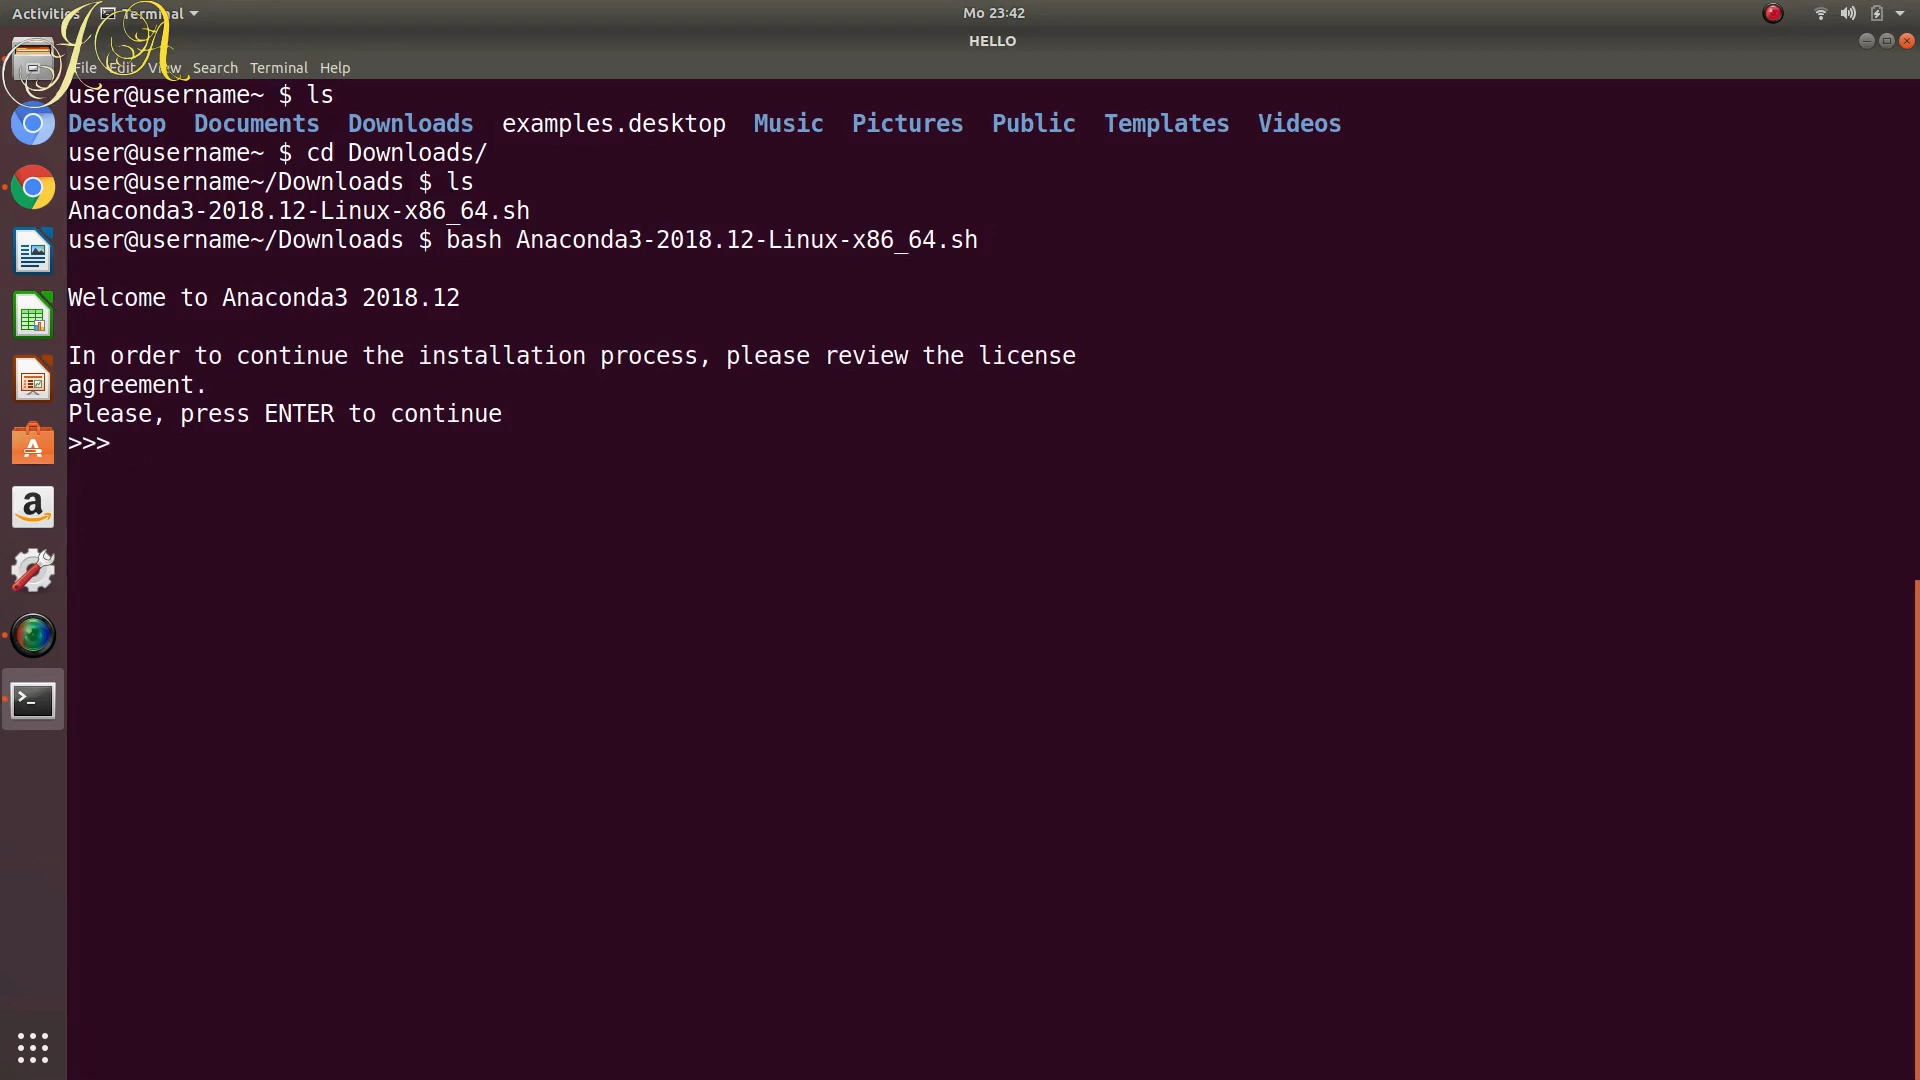 Activities Terminal
Mo 23:42
HELLO
File Edit View Search Terminal Help
user@username~ $ ls
Desktop Documents Downloads examples.desktop Music Pictures Public Templates Videos
user@username~ $ cd Downloads/
user@username~/Downloads $ ls
Anaconda3-2018.12-Linux-x86_64.sh
user@username~/Downloads $ bash Anaconda3-2018.12-Linux-x86_64.sh
Welcome to Anaconda3 2018.12
In order to continue the installation process, please review the license
agreement.
Please, press ENTER to continue
>>>